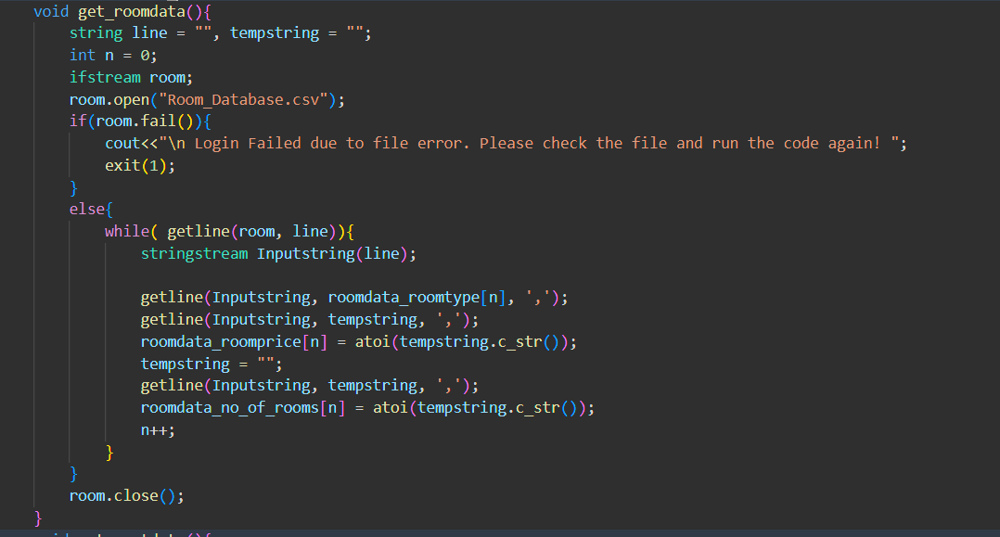 void get_roomdata(){
    string line = "", tempstring = "";
    int n = 0;
    ifstream room;
    room.open("Room_Database.csv");
    if(room.fail()){
        cout<<"\n Login Failed due to file error. Please check the file and run the code again! ";
        exit(1);
    }
    else{
        while( getline(room, line)){
            stringstream Inputstring(line);

            getline(Inputstring, roomdata_roomtype[n], ',');
            getline(Inputstring, tempstring, ',');
            roomdata_roomprice[n] = atoi(tempstring.c_str());
            tempstring = "";
            getline(Inputstring, tempstring, ',');
            roomdata_no_of_rooms[n] = atoi(tempstring.c_str());
            n++;
        }
    }
    room.close();
}